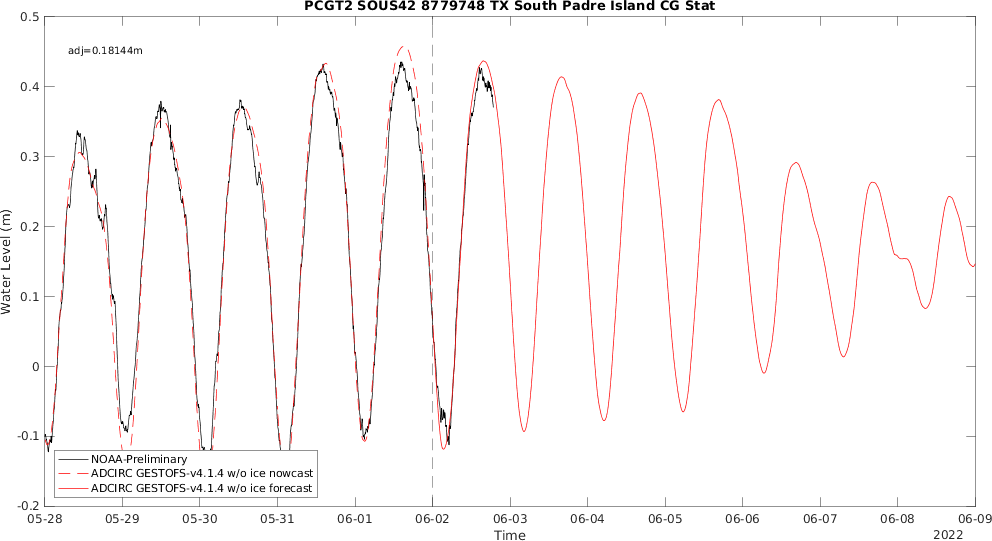 PCGT2 SOUS42 8779748 TX South Padre Island CG Stat
adj=0.18144m
0.5
0.4
0.3
0.2
0.1
0
-0.1
-0.2
Water Level (m)
NOAA-Preliminary
ADCIRC GESTOFS-v4.1.4 w/o ice nowcast
ADCIRC GESTOFS-v4.1.4 w/o ice forecast
05-28 05-29 05-30 05-31 06-01 06-02 06-03 06-04 06-05 06-06 06-07 06-08 06-09
Time
2022